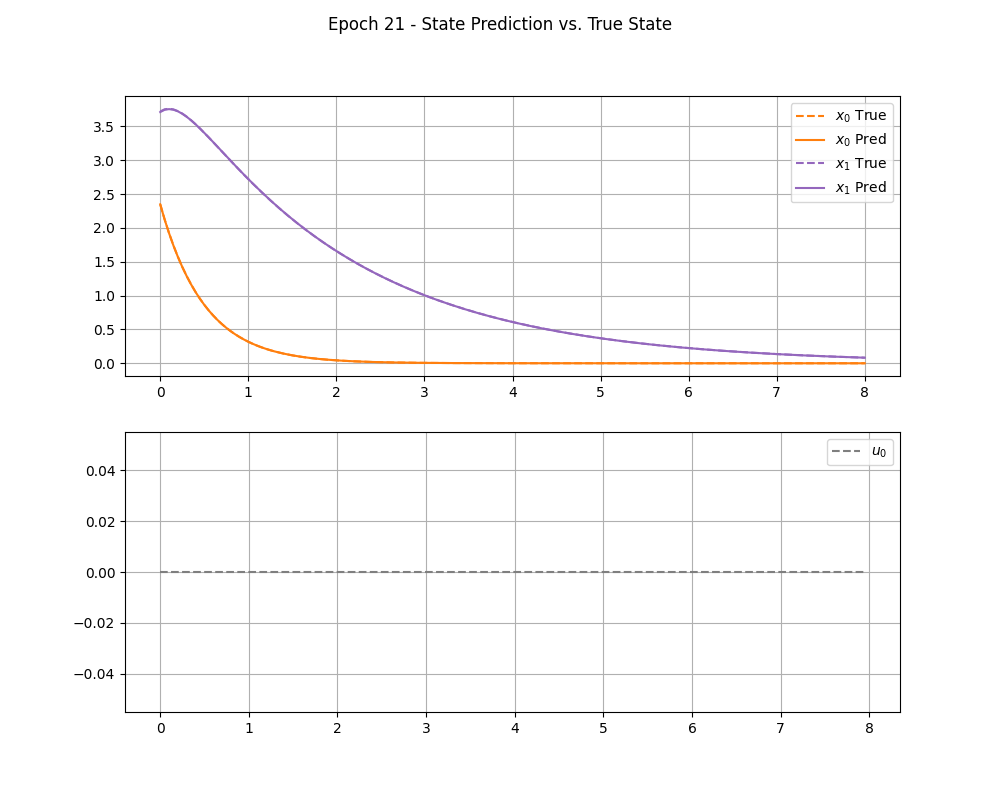 Epoch 21 - State Prediction vs. True State
3.5
3.0
2.5
2.0
1.5
1.0
0.5
0.0
x₀ True
x₀ Pred
x₁ True
x₁ Pred
0 1 2 3 4 5 6 7 8
0.04
0.02
0.00
−0.02
−0.04
u₀
0 1 2 3 4 5 6 7 8